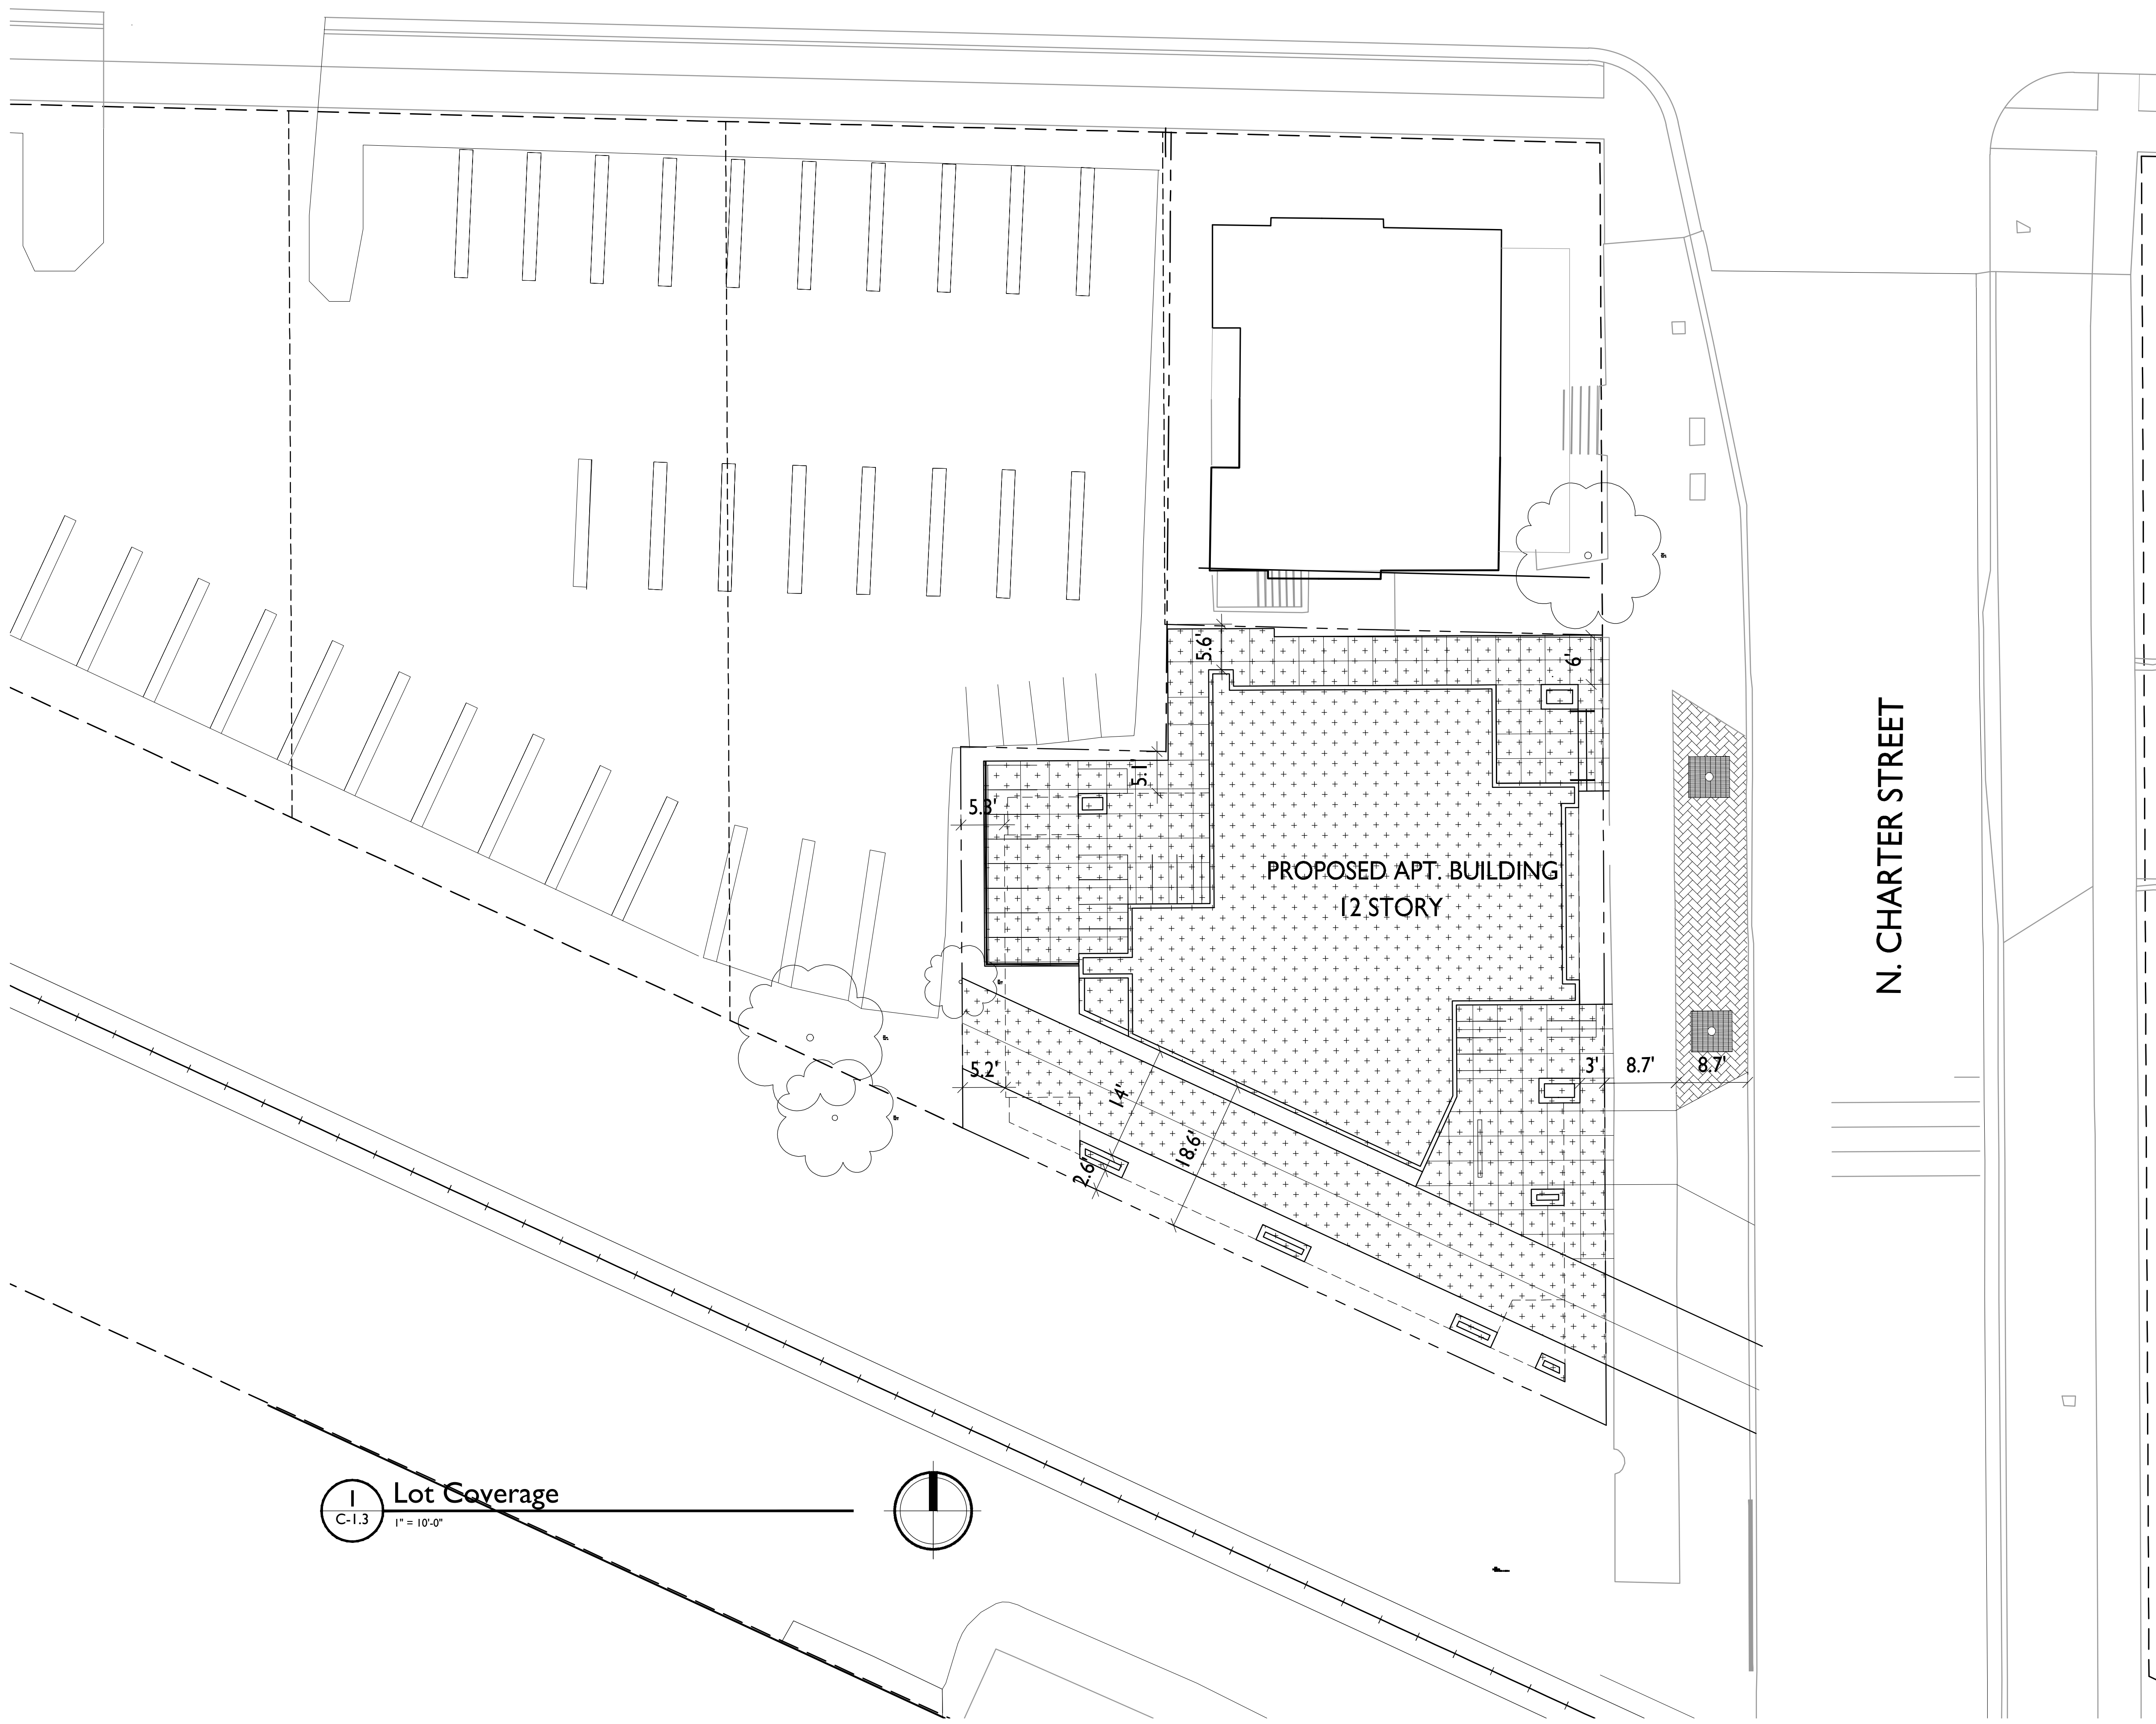 5.6'
6'
5.1'
5.3'
PROPOSED APT. BUILDING
12 STORY
N. CHARTER STREET
5.2'
14'
18.6'
2.6'
3'
8.7'
8.7'
1
C-1.3
Lot Coverage
1" = 10'-0"